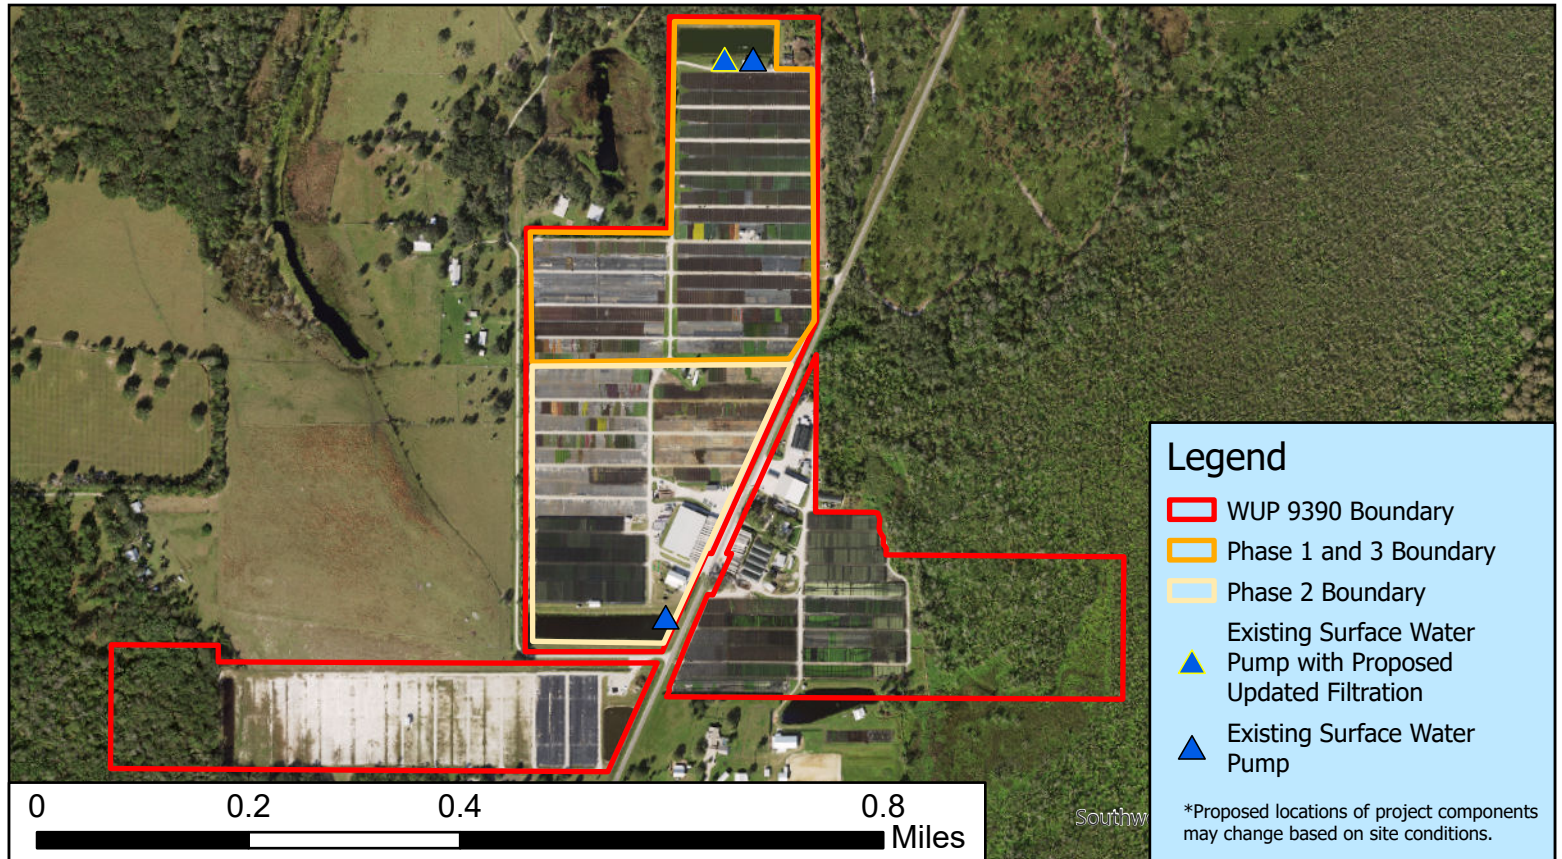 Legend
WUP 9390 Boundary
Phase 1 and 3 Boundary
Phase 2 Boundary
Existing Surface Water
Pump with Proposed
Updated Filtration
Existing Surface Water
Pump
*Proposed locations of project components
may change based on site conditions.
0 0.2 0.4 0.8
Miles